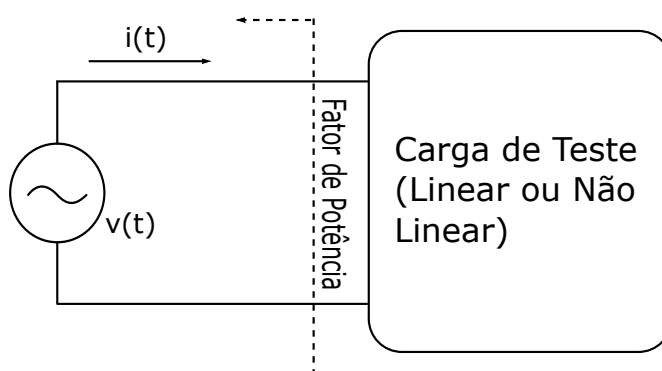 i(t)
v(t)
Fator de Potência
Carga de Teste
(Linear ou Não
Linear)